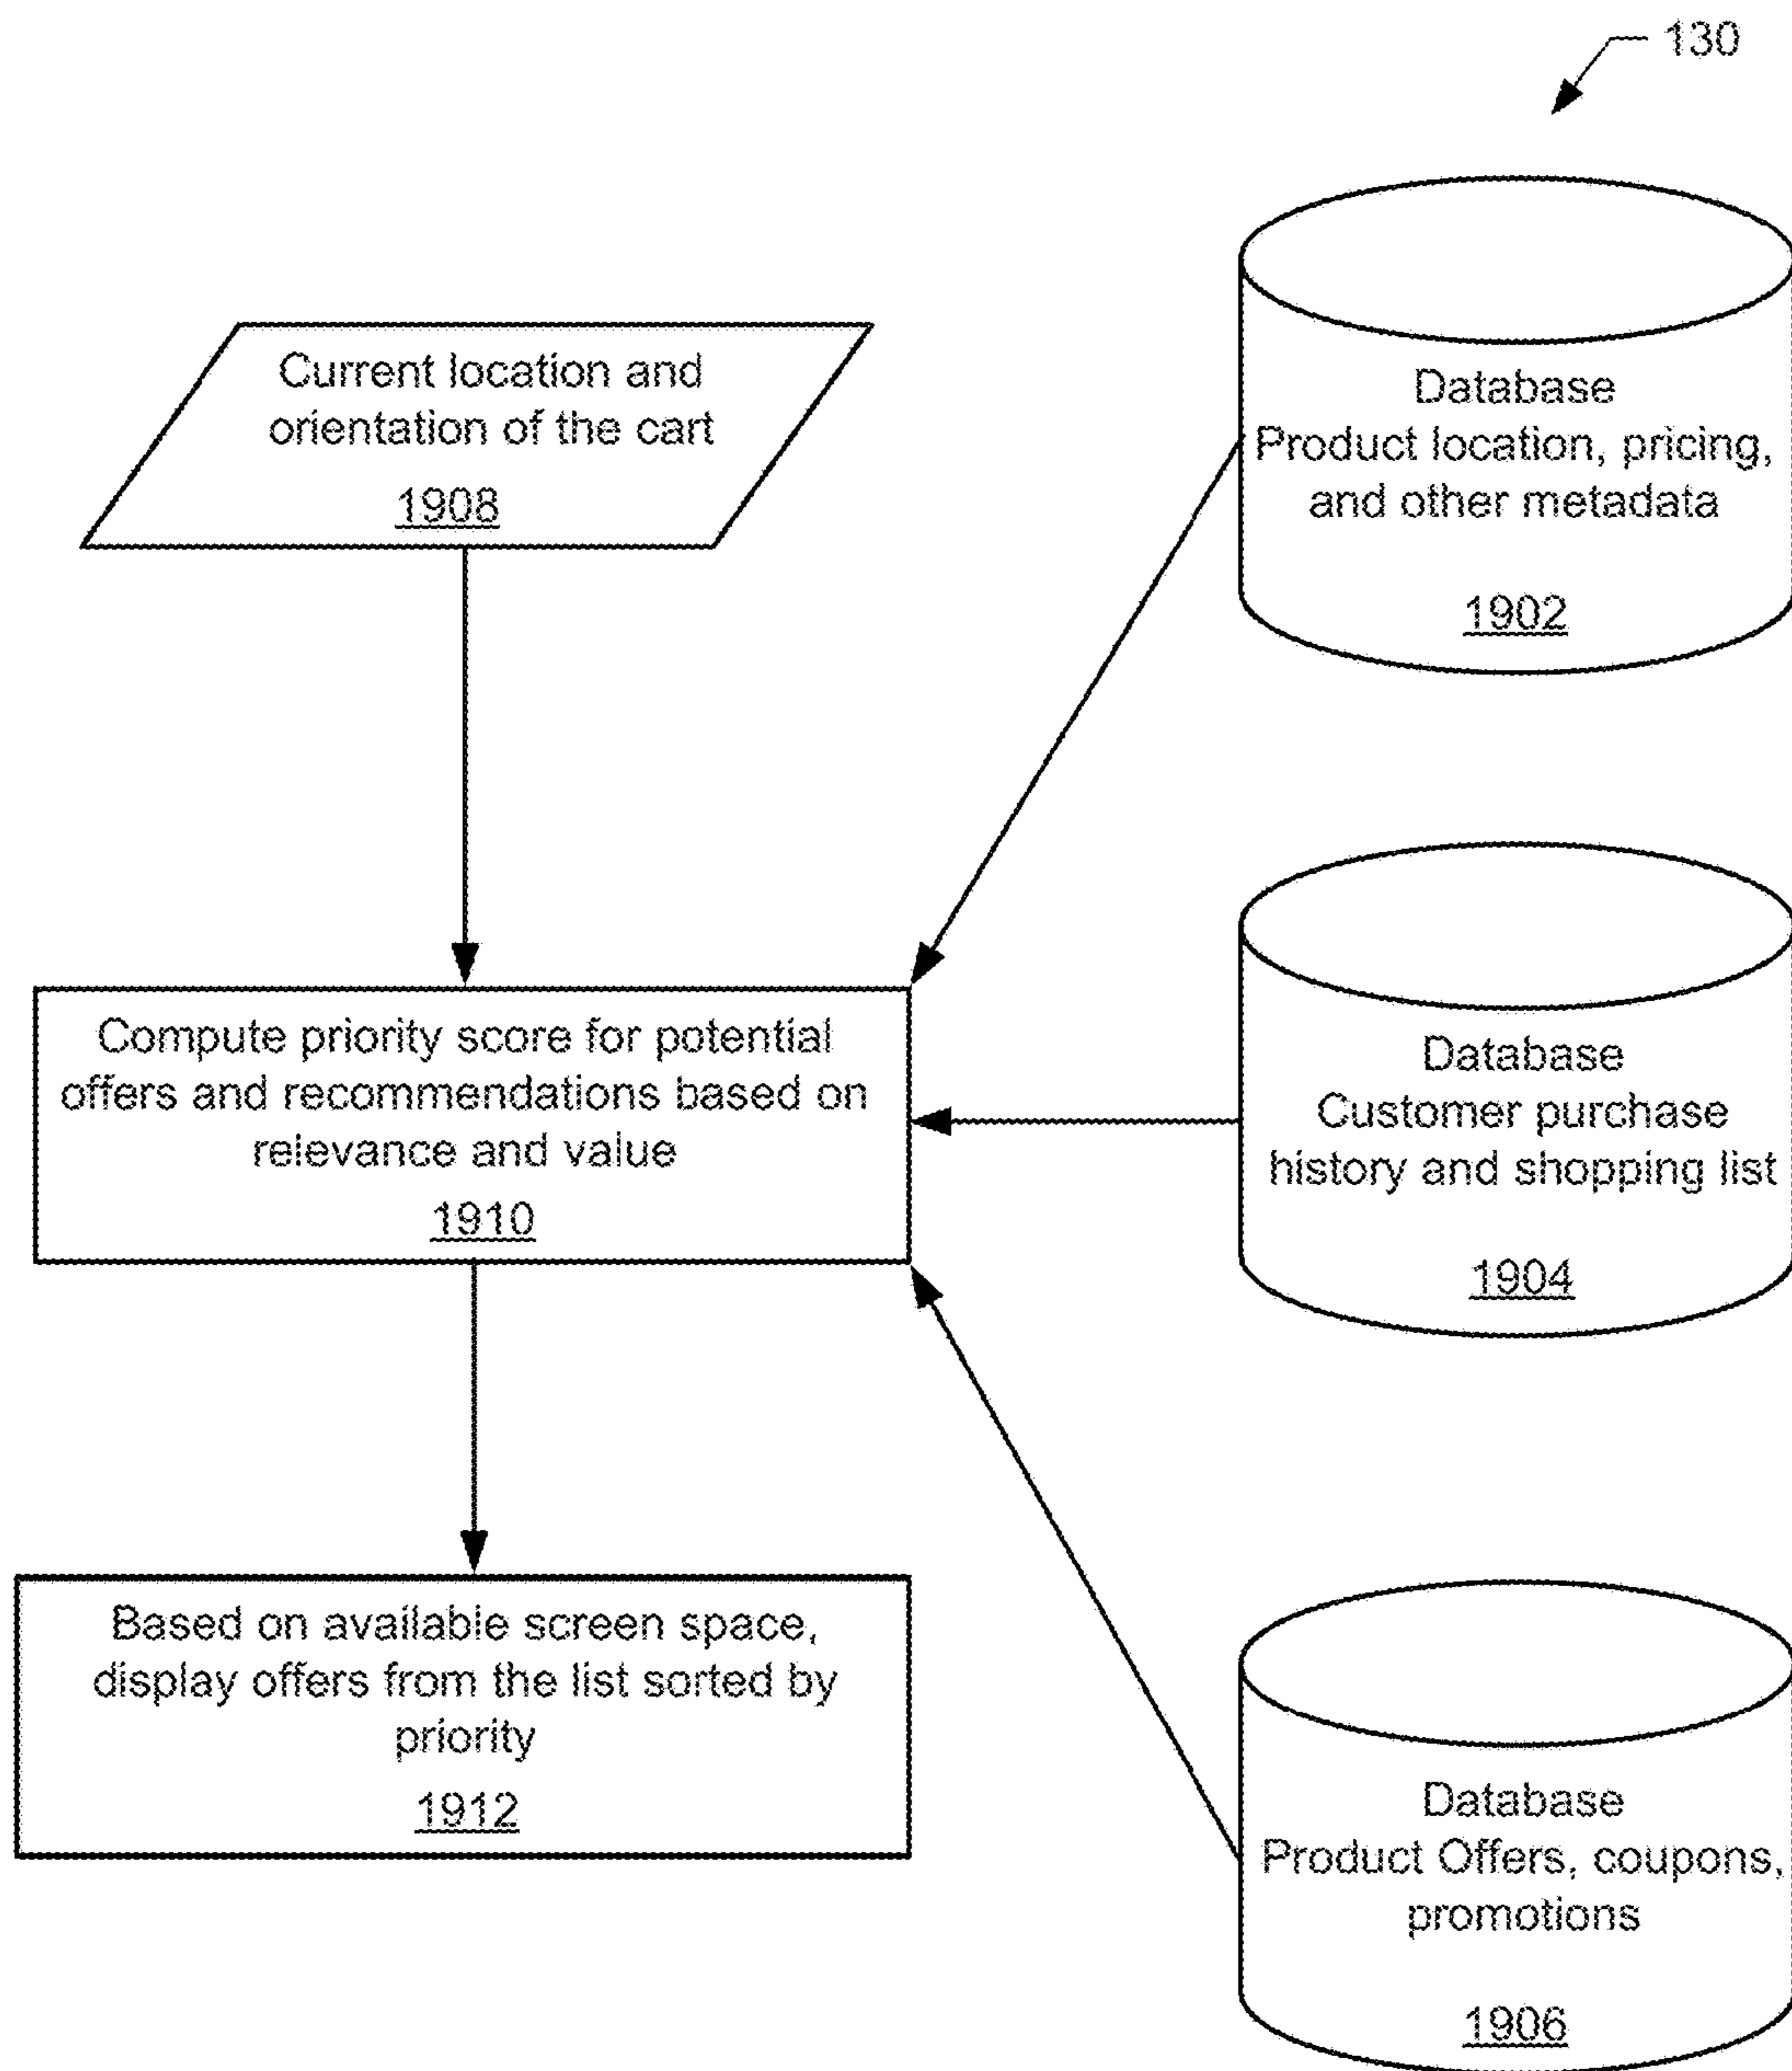 130
Current location and
orientation of the cart
1908
Database
Product location, pricing,
and other metadata
1902
Compute priority score for potential
offers and recommendations based on
relevance and value
1910
Database
Customer purchase
history and shopping list
1904
Based on available screen space,
display offers from the list sorted by
priority
1912
Database
Product Offers, coupons,
promotions
1906